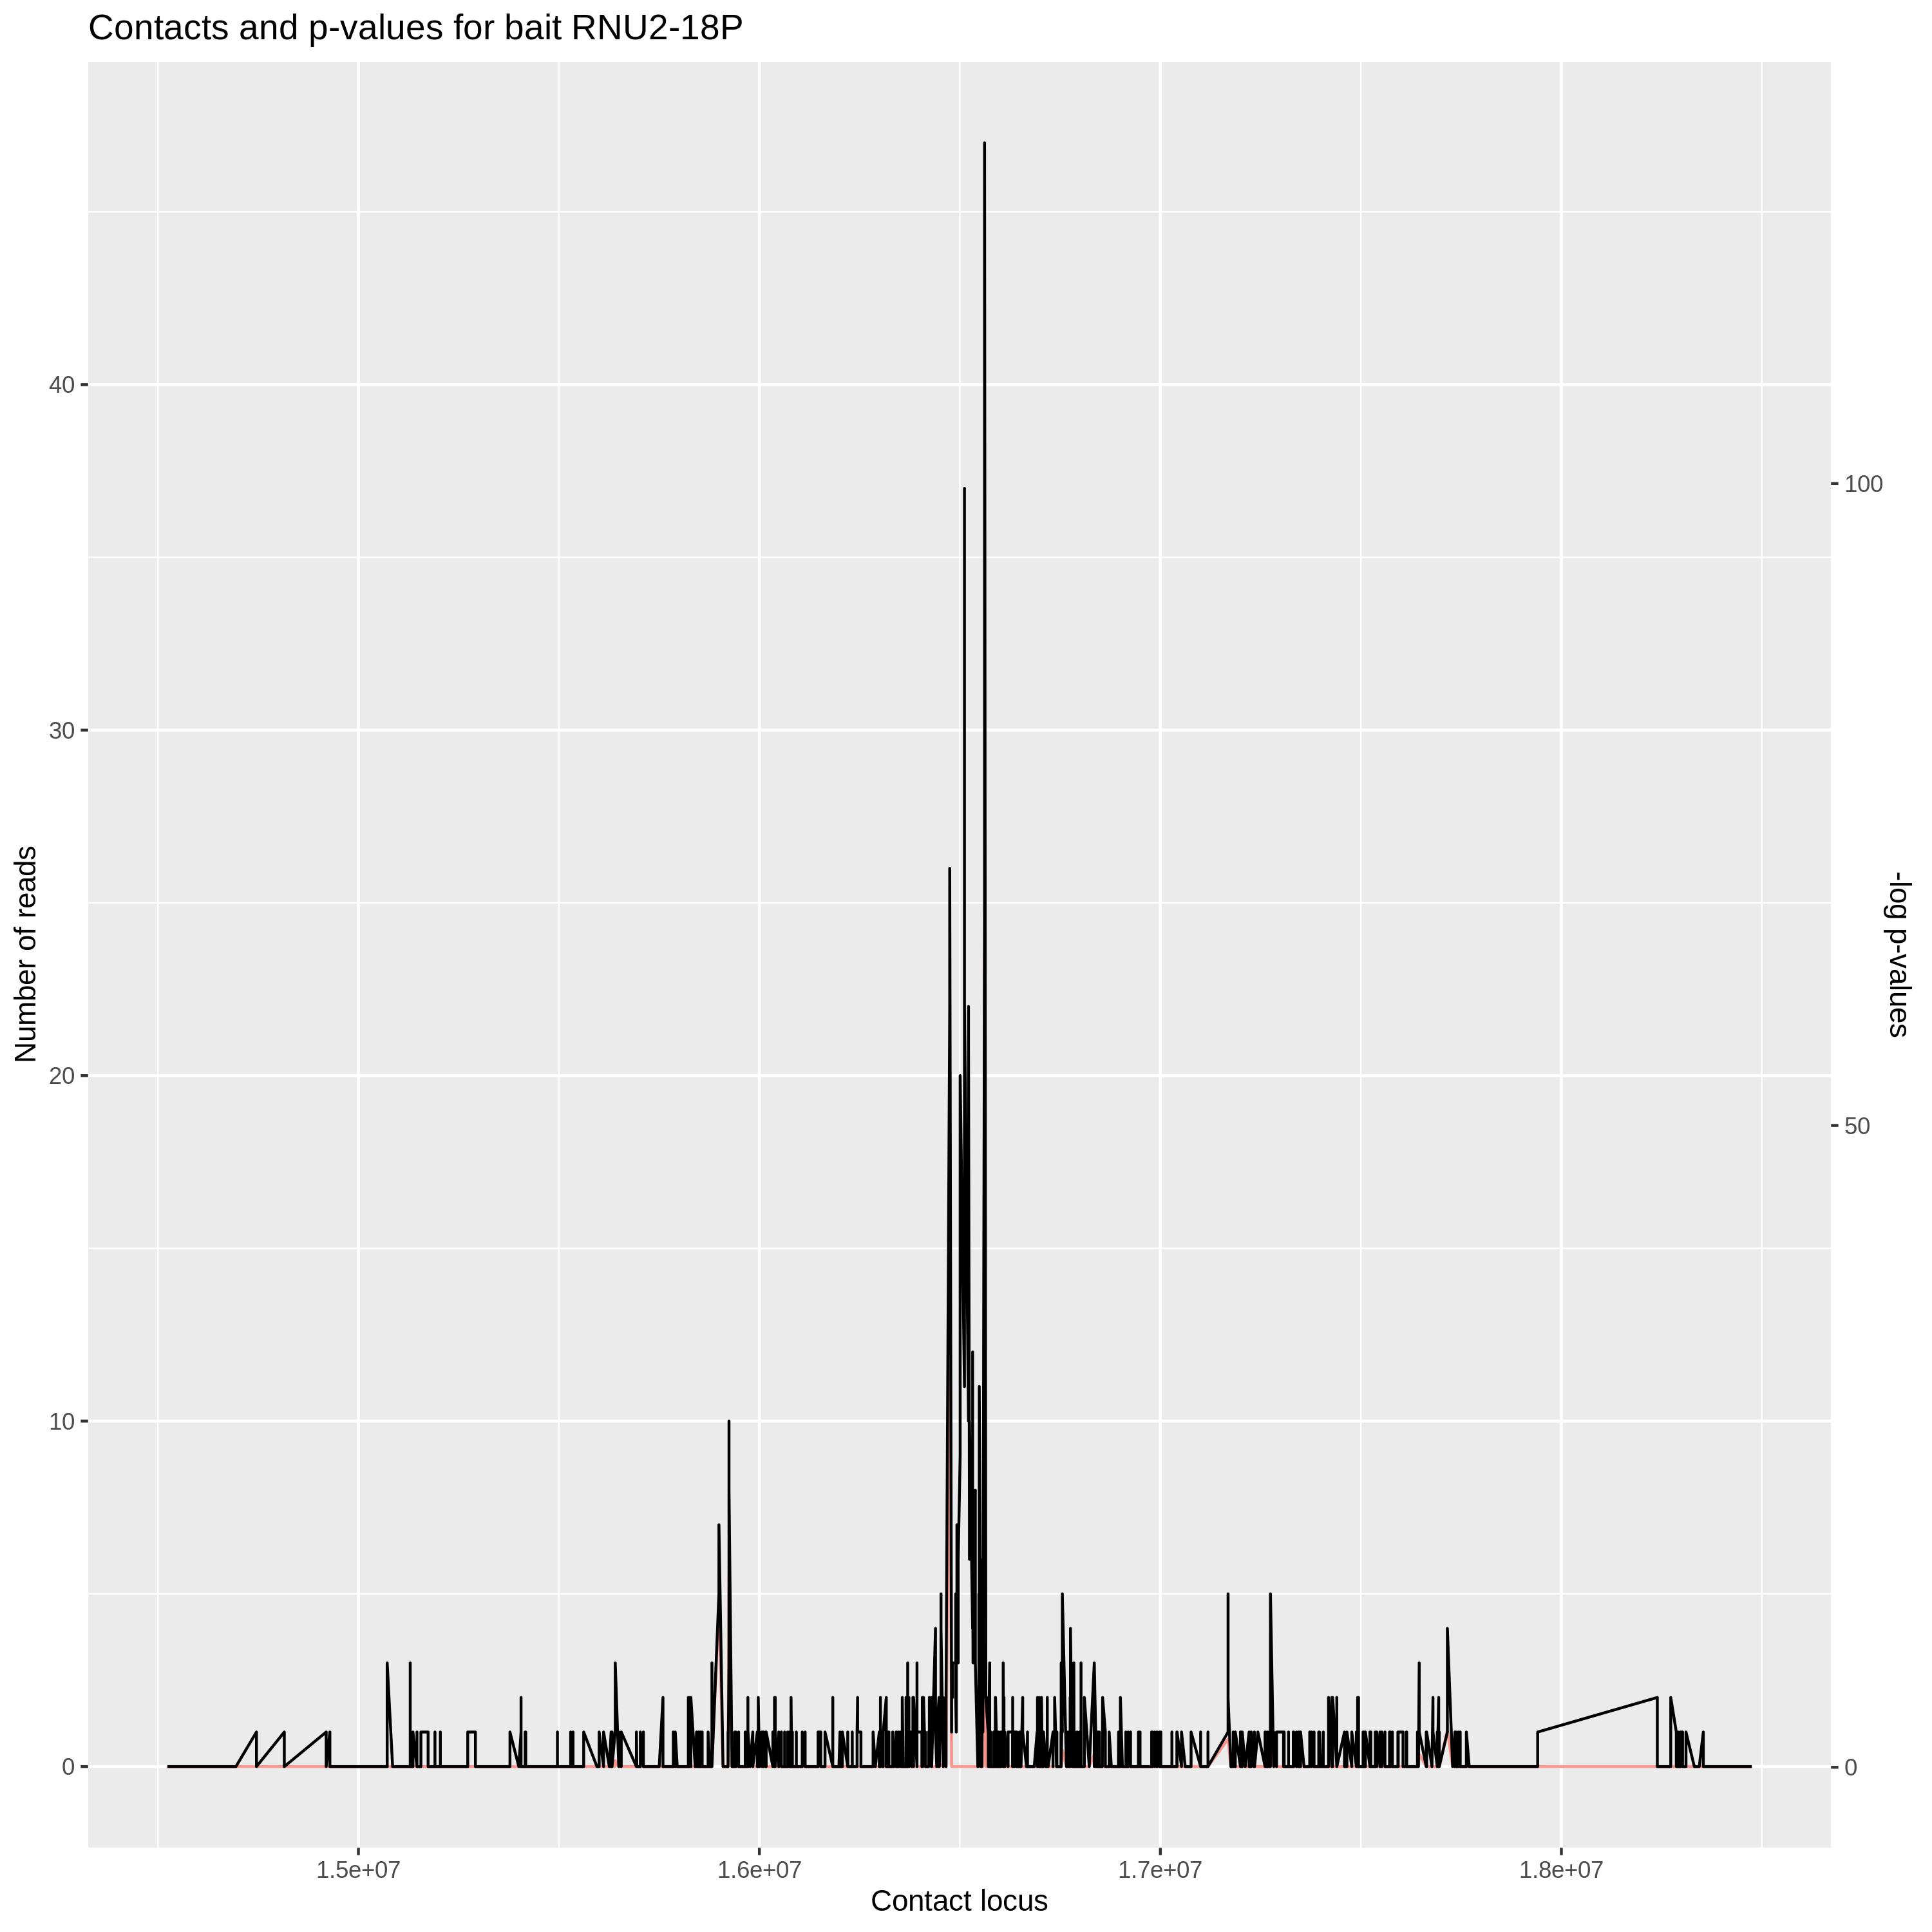 Contacts and p-values for bait RNU2-18P
Number of reads
40
30
20
10
0
100
50
0
-log p-values
1.5e+07
1.6e+07
1.7e+07
1.8e+07
Contact locus